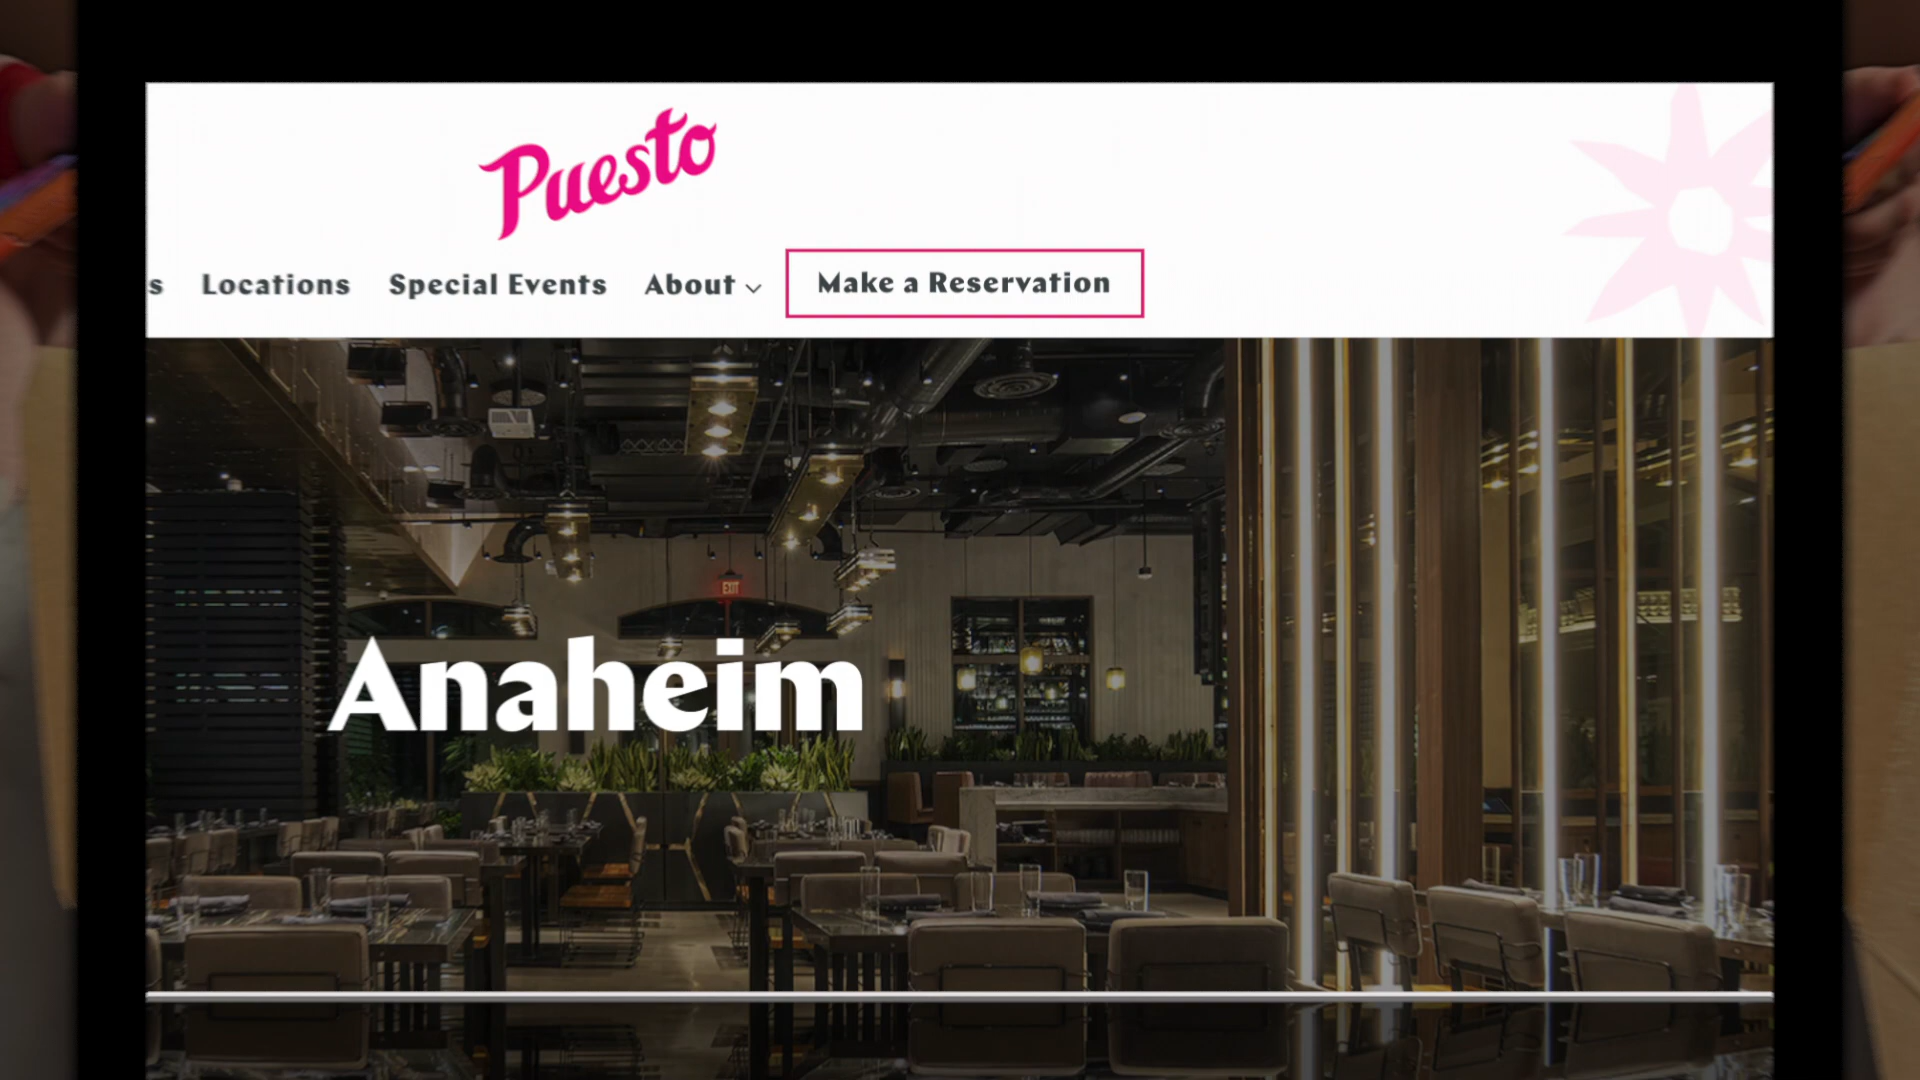 Puesto
s Locations Special Events About Make a Reservation
EXIT
Anaheim